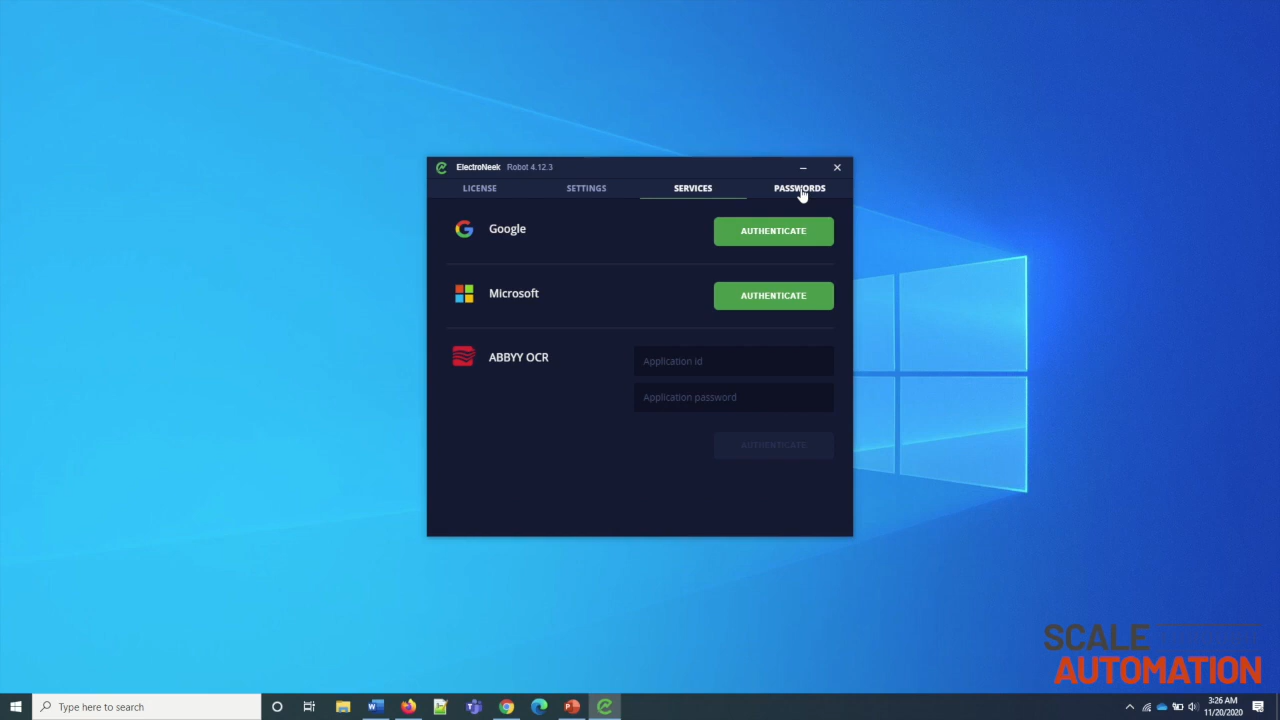 ElectroNeek Robot 4.12.3
LICENSE SETTINGS SERVICES PASSWORDS
Google AUTHENTICATE
Microsoft AUTHENTICATE
ABBYY OCR Application id
Application password
AUTHENTICATE
SCALE
AUTOMATION
Type here to search
3:26 AM
11/20/2020